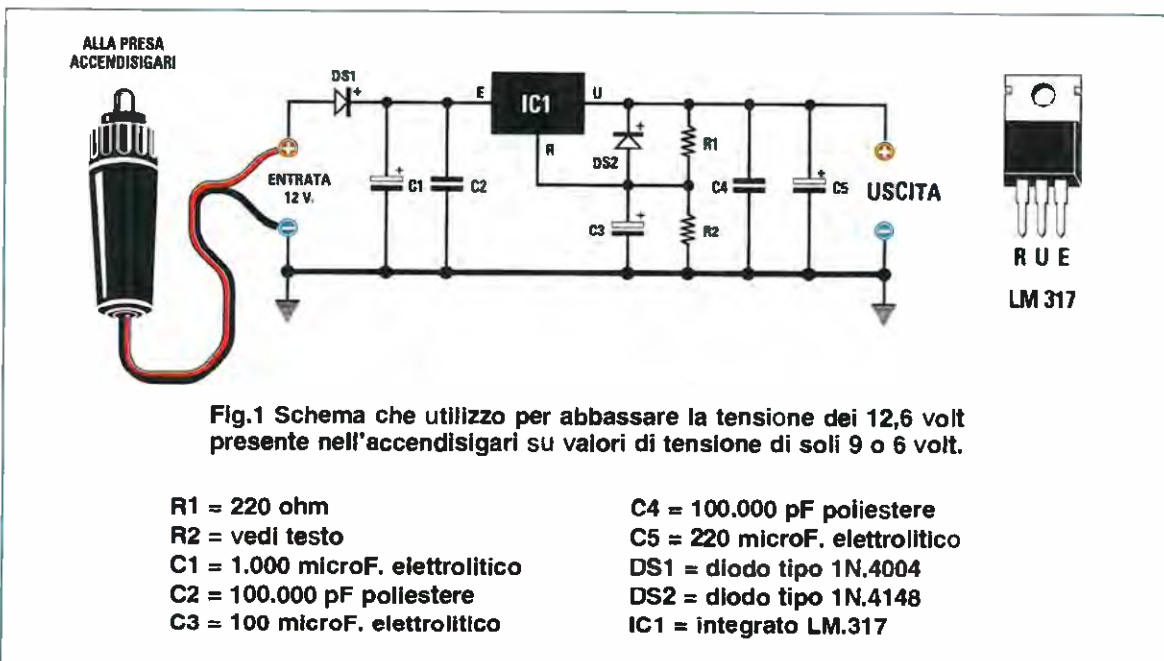 ALLA PRESA
ACCENDISIGARI
DS1
+
E
IC1
U
R
ENTRATA
12 V.
+
C1
C2
+
DS2
R1
+
C3
R2
C4
+
C5
USCITA
R U E
LM 317
Fig.1 Schema che utilizzo per abbassare la tensione dei 12,6 volt
presente nell'accendisigari su valori di tensione di soli 9 o 6 volt.
R1 = 220 ohm
R2 = vedi testo
C1 = 1.000 microF. elettrolitico
C2 = 100.000 pF poliestere
C3 = 100 microF. elettrolitico
C4 = 100.000 pF poliestere
C5 = 220 microF. elettrolitico
DS1 = diodo tipo 1N.4004
DS2 = diodo tipo 1N.4148
IC1 = integrato LM.317